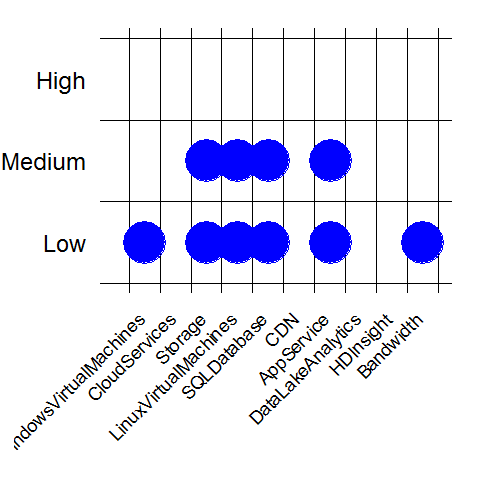 High
Medium
Low
ndowsVirtualMachines
CloudServices
Storage
LinuxVirtualMachines
SQLDatabase
CDN
AppService
DataLakeAnalytics
HDInsight
Bandwidth